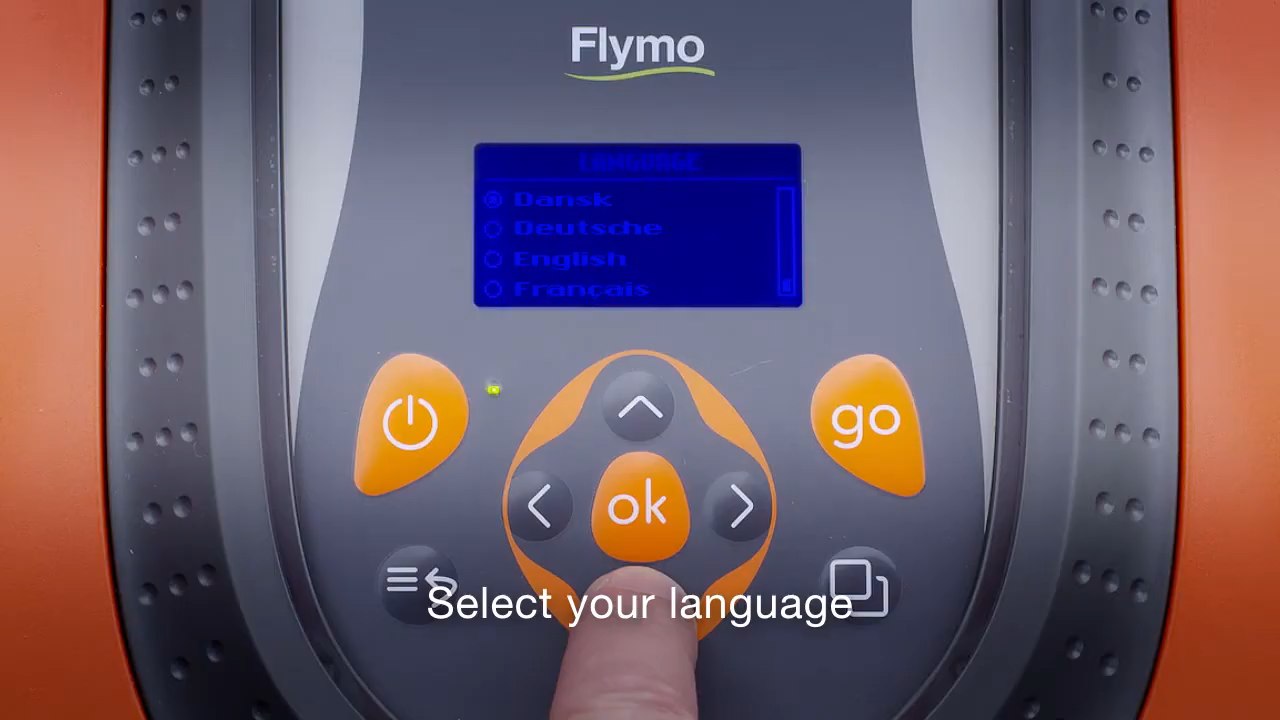 Flymo
LANGUAGE
Dansk
Deutsche
English
Français
go
ok
Select your language